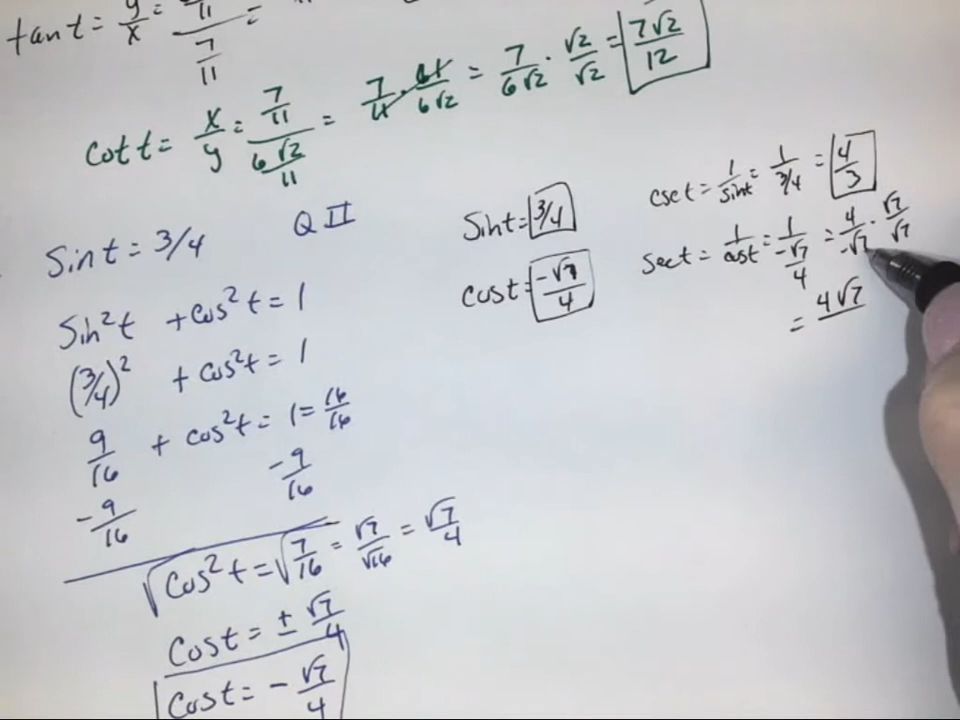 tan t = y/x = /11 / 7/11 =
cot t = x/y = 7/11 / 6√2/11 = 7/11 · 11/6√2 = 7/6√2 · √2/√2 = 7√2/12
Sin t = 3/4 Q II
Sin²t + cos²t = 1
(3/4)² + cos²t = 1
9/16 + cos²t = 1 = 16/16
-9/16 -9/16
√cos²t = √7/16 = √7/√16 = √7/4
Cos t = ± √7/4
Cos t = - √7/4
Sin t = 3/4
cos t = -√7/4
csc t = 1/sin t = 1/3/4 = 4/3
sec t = 1/cos t = 1/-√7/4 = 4/-√7 · √7/√7
= 4√7